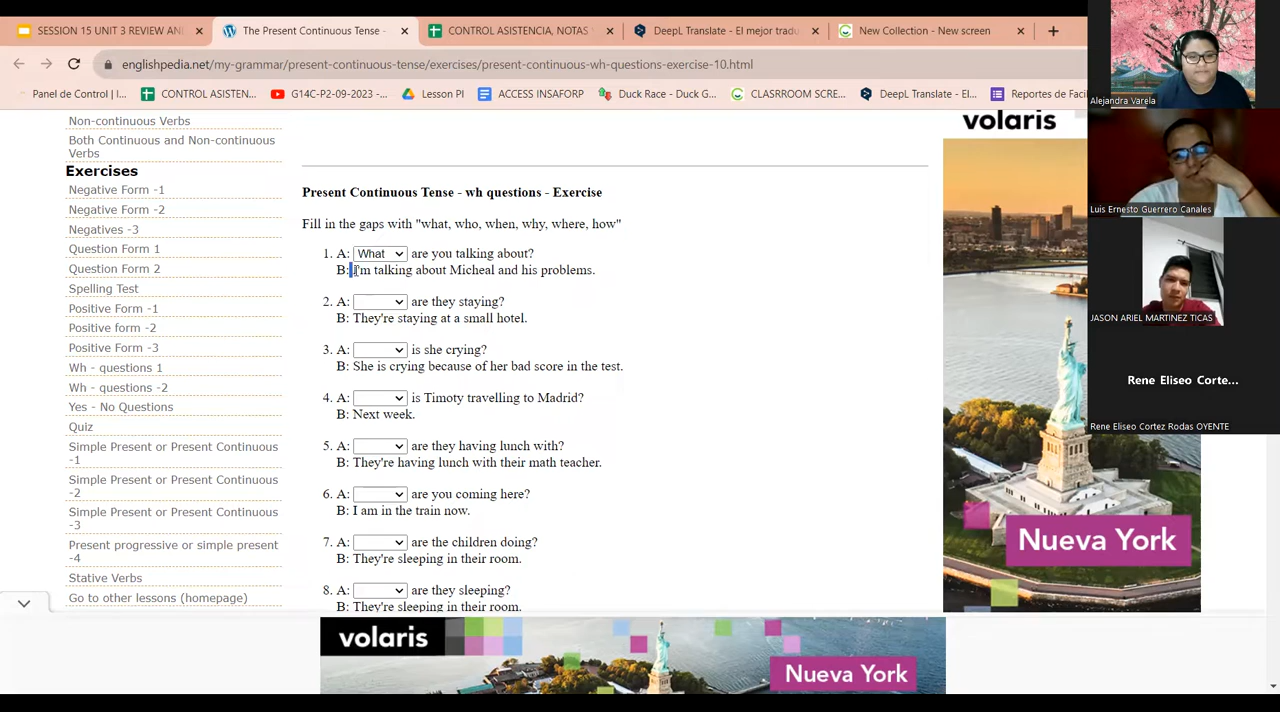 SESSION 15 UNIT 3 REVIEW AN
The Present Continuous Tense -
CONTROL ASISTENCIA, NOTAS
DeepL Translate - El mejor tradu
New Collection - New screen
englishpedia.net/my-grammar/present-continuous-tense/exercises/present-continuous-wh-questions-exercise-10.html
Panel de Control | I...
CONTROL ASISTEN...
G14C-P2-09-2023 -...
Lesson PI
ACCESS INSAFORP
Duck Race - Duck G...
CLASRROOM SCRE...
DeepL Translate - El...
Reportes de Facil
Non-continuous Verbs
Both Continuous and Non-continuous
Verbs
Exercises
Negative Form -1
Negative Form -2
Negatives -3
Question Form 1
Question Form 2
Spelling Test
Positive Form -1
Positive form -2
Positive Form -3
Wh - questions 1
Wh - questions -2
Yes - No Questions
Quiz
Simple Present or Present Continuous
-1
Simple Present or Present Continuous
-2
Simple Present or Present Continuous
-3
Present progressive or simple present
-4
Stative Verbs
Go to other lessons (homepage)
Present Continuous Tense - wh questions - Exercise
Fill in the gaps with "what, who, when, why, where, how"
1. A: What are you talking about?
B: I'm talking about Micheal and his problems.
2. A: are they staying?
B: They're staying at a small hotel.
3. A: is she crying?
B: She is crying because of her bad score in the test.
4. A: is Timoty travelling to Madrid?
B: Next week.
5. A: are they having lunch with?
B: They're having lunch with their math teacher.
6. A: are you coming here?
B: I am in the train now.
7. A: are the children doing?
B: They're sleeping in their room.
8. A: are they sleeping?
B: They're sleeping in their room.
volaris
Nueva York
volaris
Nueva York
Alejandra Varela
Luis Ernesto Guerrero Canales
JASON ARIEL MARTINEZ TICAS
Rene Eliseo Corte...
Rene Eliseo Cortez Rodas OYENTE